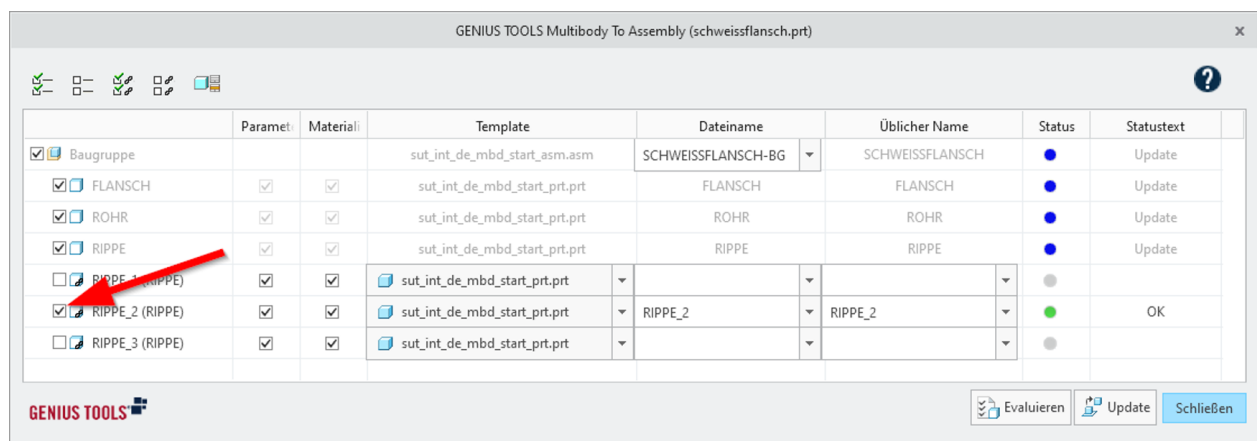 GENIUS TOOLS Multibody To Assembly (schweissflansch.prt) x
?
Paramet Materiali Template Dateiname Üblicher Name Status Statustext
Baugruppe sut_int_de_mbd_start_asm.asm SCHWEISSFLANSCH-BG SCHWEISSFLANSCH Update
FLANSCH sut_int_de_mbd_start_prt.prt FLANSCH FLANSCH Update
ROHR sut_int_de_mbd_start_prt.prt ROHR ROHR Update
RIPPE sut_int_de_mbd_start_prt.prt RIPPE RIPPE Update
RIPPE_1 (RIPPE) sut_int_de_mbd_start_prt.prt
RIPPE_2 (RIPPE) sut_int_de_mbd_start_prt.prt RIPPE_2 RIPPE_2 OK
RIPPE_3 (RIPPE) sut_int_de_mbd_start_prt.prt
GENIUS TOOLS Evaluieren Update Schließen